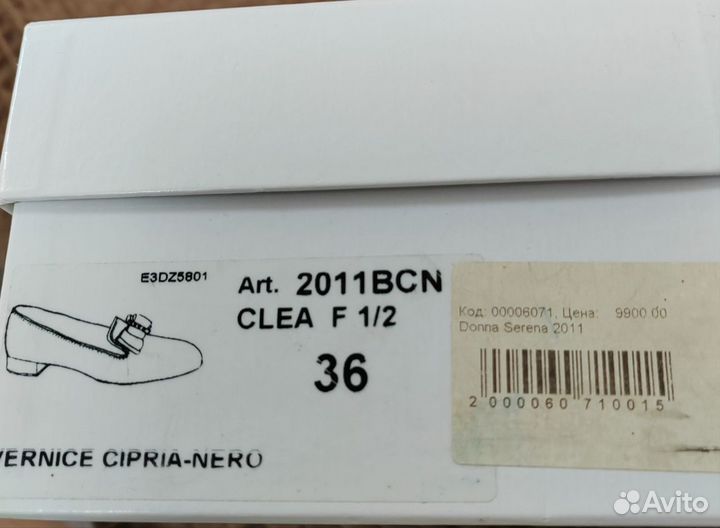 E3DZ5801
Art. 2011BCN
CLEA F 1/2
36
VERNICE CIPRIA-NERO
Код: 00006071, Цена: 9900.00
Donna Serena 2011
2 000060 710015
Avito